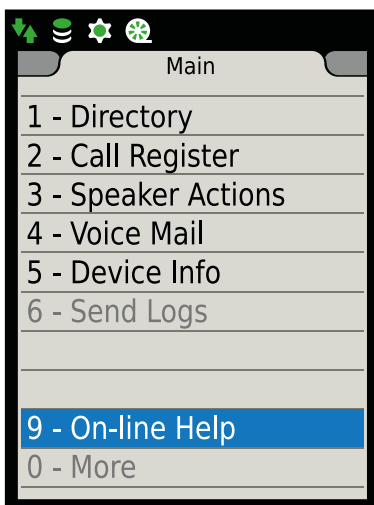 Main
1 - Directory
2 - Call Register
3 - Speaker Actions
4 - Voice Mail
5 - Device Info
6 - Send Logs
9 - On-line Help
0 - More